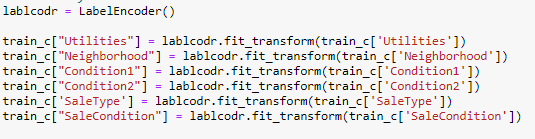 lablcodr = LabelEncoder()
train_c["Utilities"] = lablcodr.fit_transform(train_c['Utilities'])
train_c["Neighborhood"] = lablcodr.fit_transform(train_c['Neighborhood'])
train_c["Condition1"] = lablcodr.fit_transform(train_c['Condition1'])
train_c["Condition2"] = lablcodr.fit_transform(train_c['Condition2'])
train_c['SaleType'] = lablcodr.fit_transform(train_c['SaleType'])
train_c["SaleCondition"] = lablcodr.fit_transform(train_c['SaleCondition'])